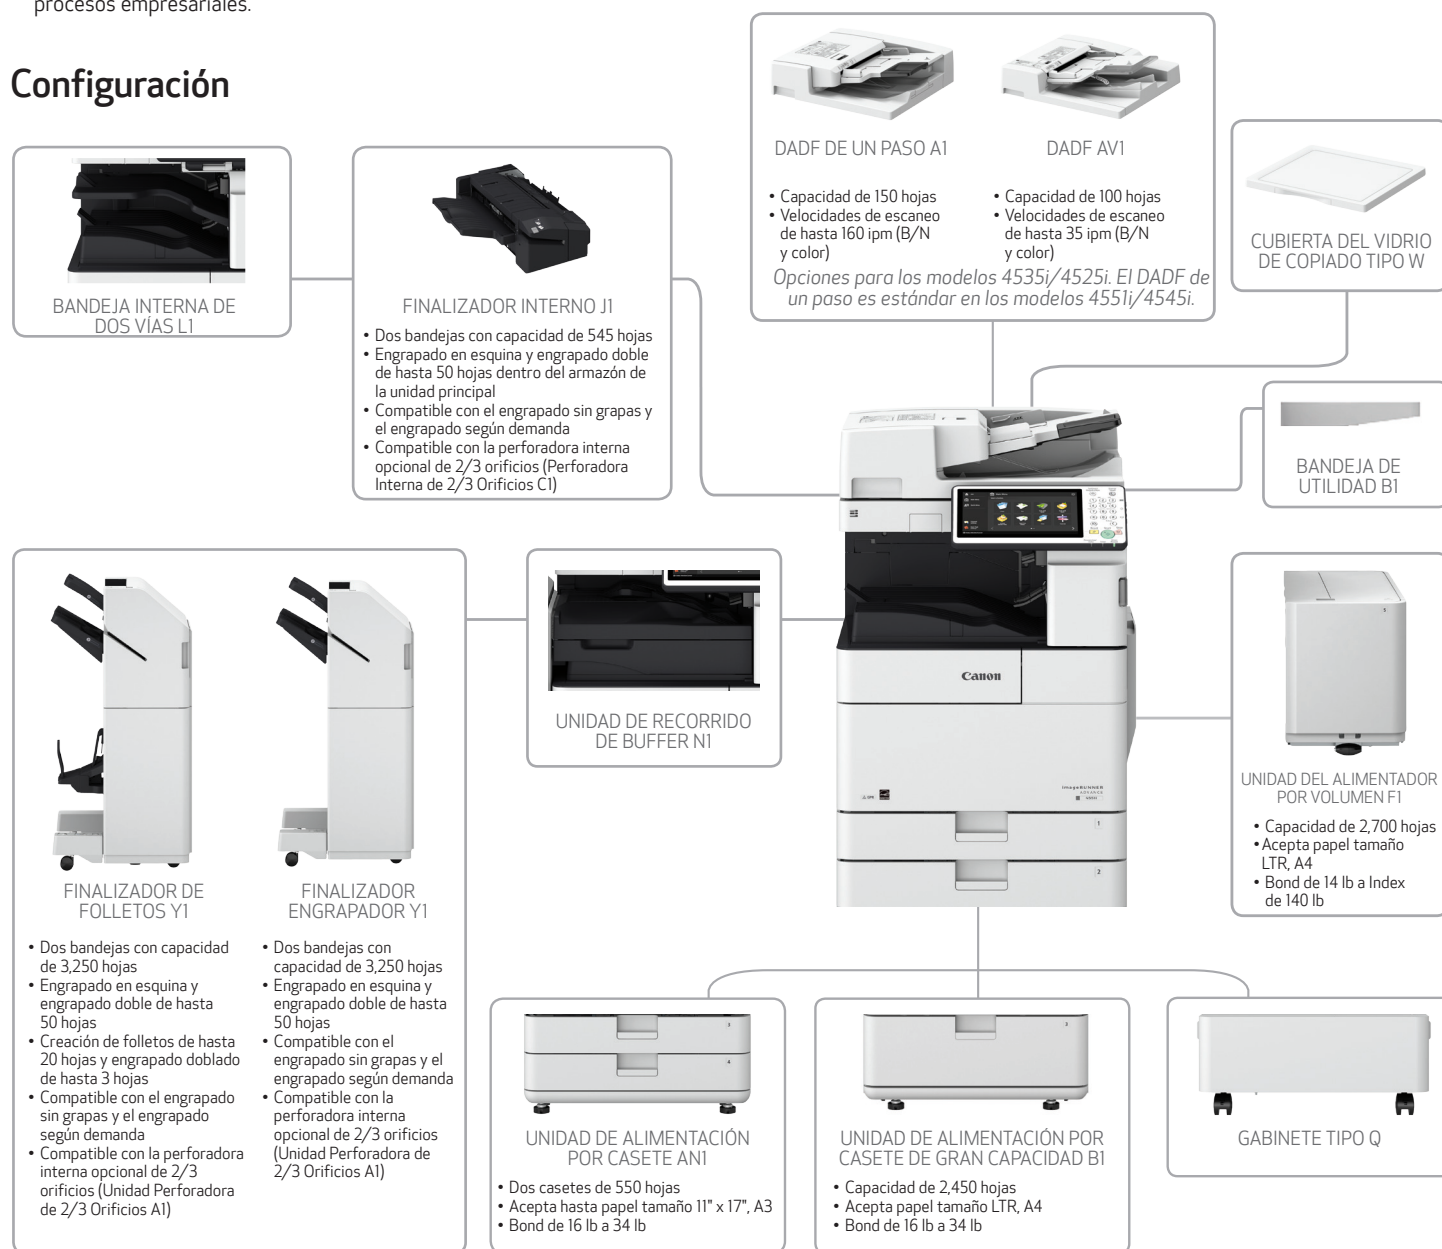 procesos empresariales.
Configuración
BANDEJA INTERNA DE
DOS VÍAS L1
FINALIZADOR INTERNO J1
• Dos bandejas con capacidad de 545 hojas
• Engrapado en esquina y engrapado doble
de hasta 50 hojas dentro del armazón de
la unidad principal
• Compatible con el engrapado sin grapas y
el engrapado según demanda
• Compatible con la perforadora interna
opcional de 2/3 orificios (Perforadora
Interna de 2/3 Orificios C1)
DADF DE UN PASO A1
• Capacidad de 150 hojas
• Velocidades de escaneo
de hasta 160 ipm (B/N
y color)
DADF AV1
• Capacidad de 100 hojas
• Velocidades de escaneo
de hasta 35 ipm (B/N
y color)
Opciones para los modelos 4535i/4525i. El DADF de
un paso es estándar en los modelos 4551i/4545i.
CUBIERTA DEL VIDRIO
DE COPIADO TIPO W
BANDEJA DE
UTILIDAD B1
UNIDAD DE RECORRIDO
DE BUFFER N1
Canon
imageRUNNER
ADVANCE
1
2
UNIDAD DEL ALIMENTADOR
POR VOLUMEN F1
• Capacidad de 2,700 hojas
• Acepta papel tamaño
LTR, A4
• Bond de 14 lb a Index
de 140 lb
FINALIZADOR DE
FOLLETOS Y1
• Dos bandejas con capacidad
de 3,250 hojas
• Engrapado en esquina y
engrapado doble de hasta
50 hojas
• Creación de folletos de hasta
20 hojas y engrapado doblado
de hasta 3 hojas
• Compatible con el engrapado
sin grapas y el engrapado
según demanda
• Compatible con la perforadora
interna opcional de 2/3
orificios (Unidad Perforadora
de 2/3 Orificios A1)
FINALIZADOR
ENGRAPADOR Y1
• Dos bandejas con
capacidad de 3,250 hojas
• Engrapado en esquina y
engrapado doble de hasta
50 hojas
• Compatible con el
engrapado sin grapas y el
engrapado según demanda
• Compatible con la
perforadora interna
opcional de 2/3 orificios
(Unidad Perforadora de
2/3 Orificios A1)
3
4
UNIDAD DE ALIMENTACIÓN
POR CASETE AN1
• Dos casetes de 550 hojas
• Acepta hasta papel tamaño 11" x 17", A3
• Bond de 16 lb a 34 lb
3
UNIDAD DE ALIMENTACIÓN POR
CASETE DE GRAN CAPACIDAD B1
• Capacidad de 2,450 hojas
• Acepta papel tamaño LTR, A4
• Bond de 16 lb a 34 lb
GABINETE TIPO Q